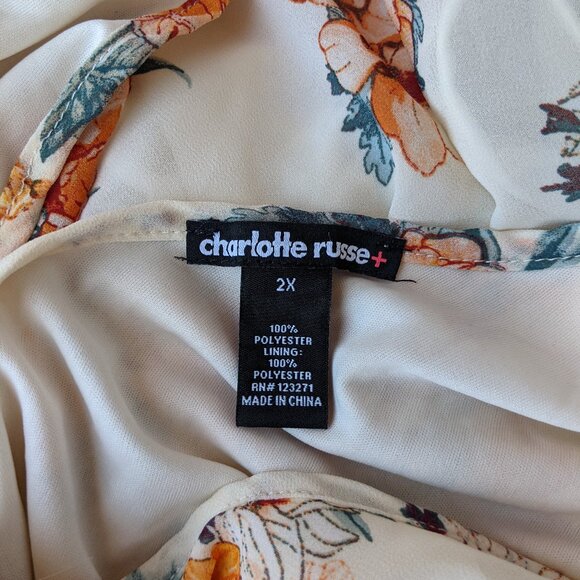 charlotte russe+
2X
100%
POLYESTER
LINING:
100%
POLYESTER
RN# 123271
MADE IN CHINA